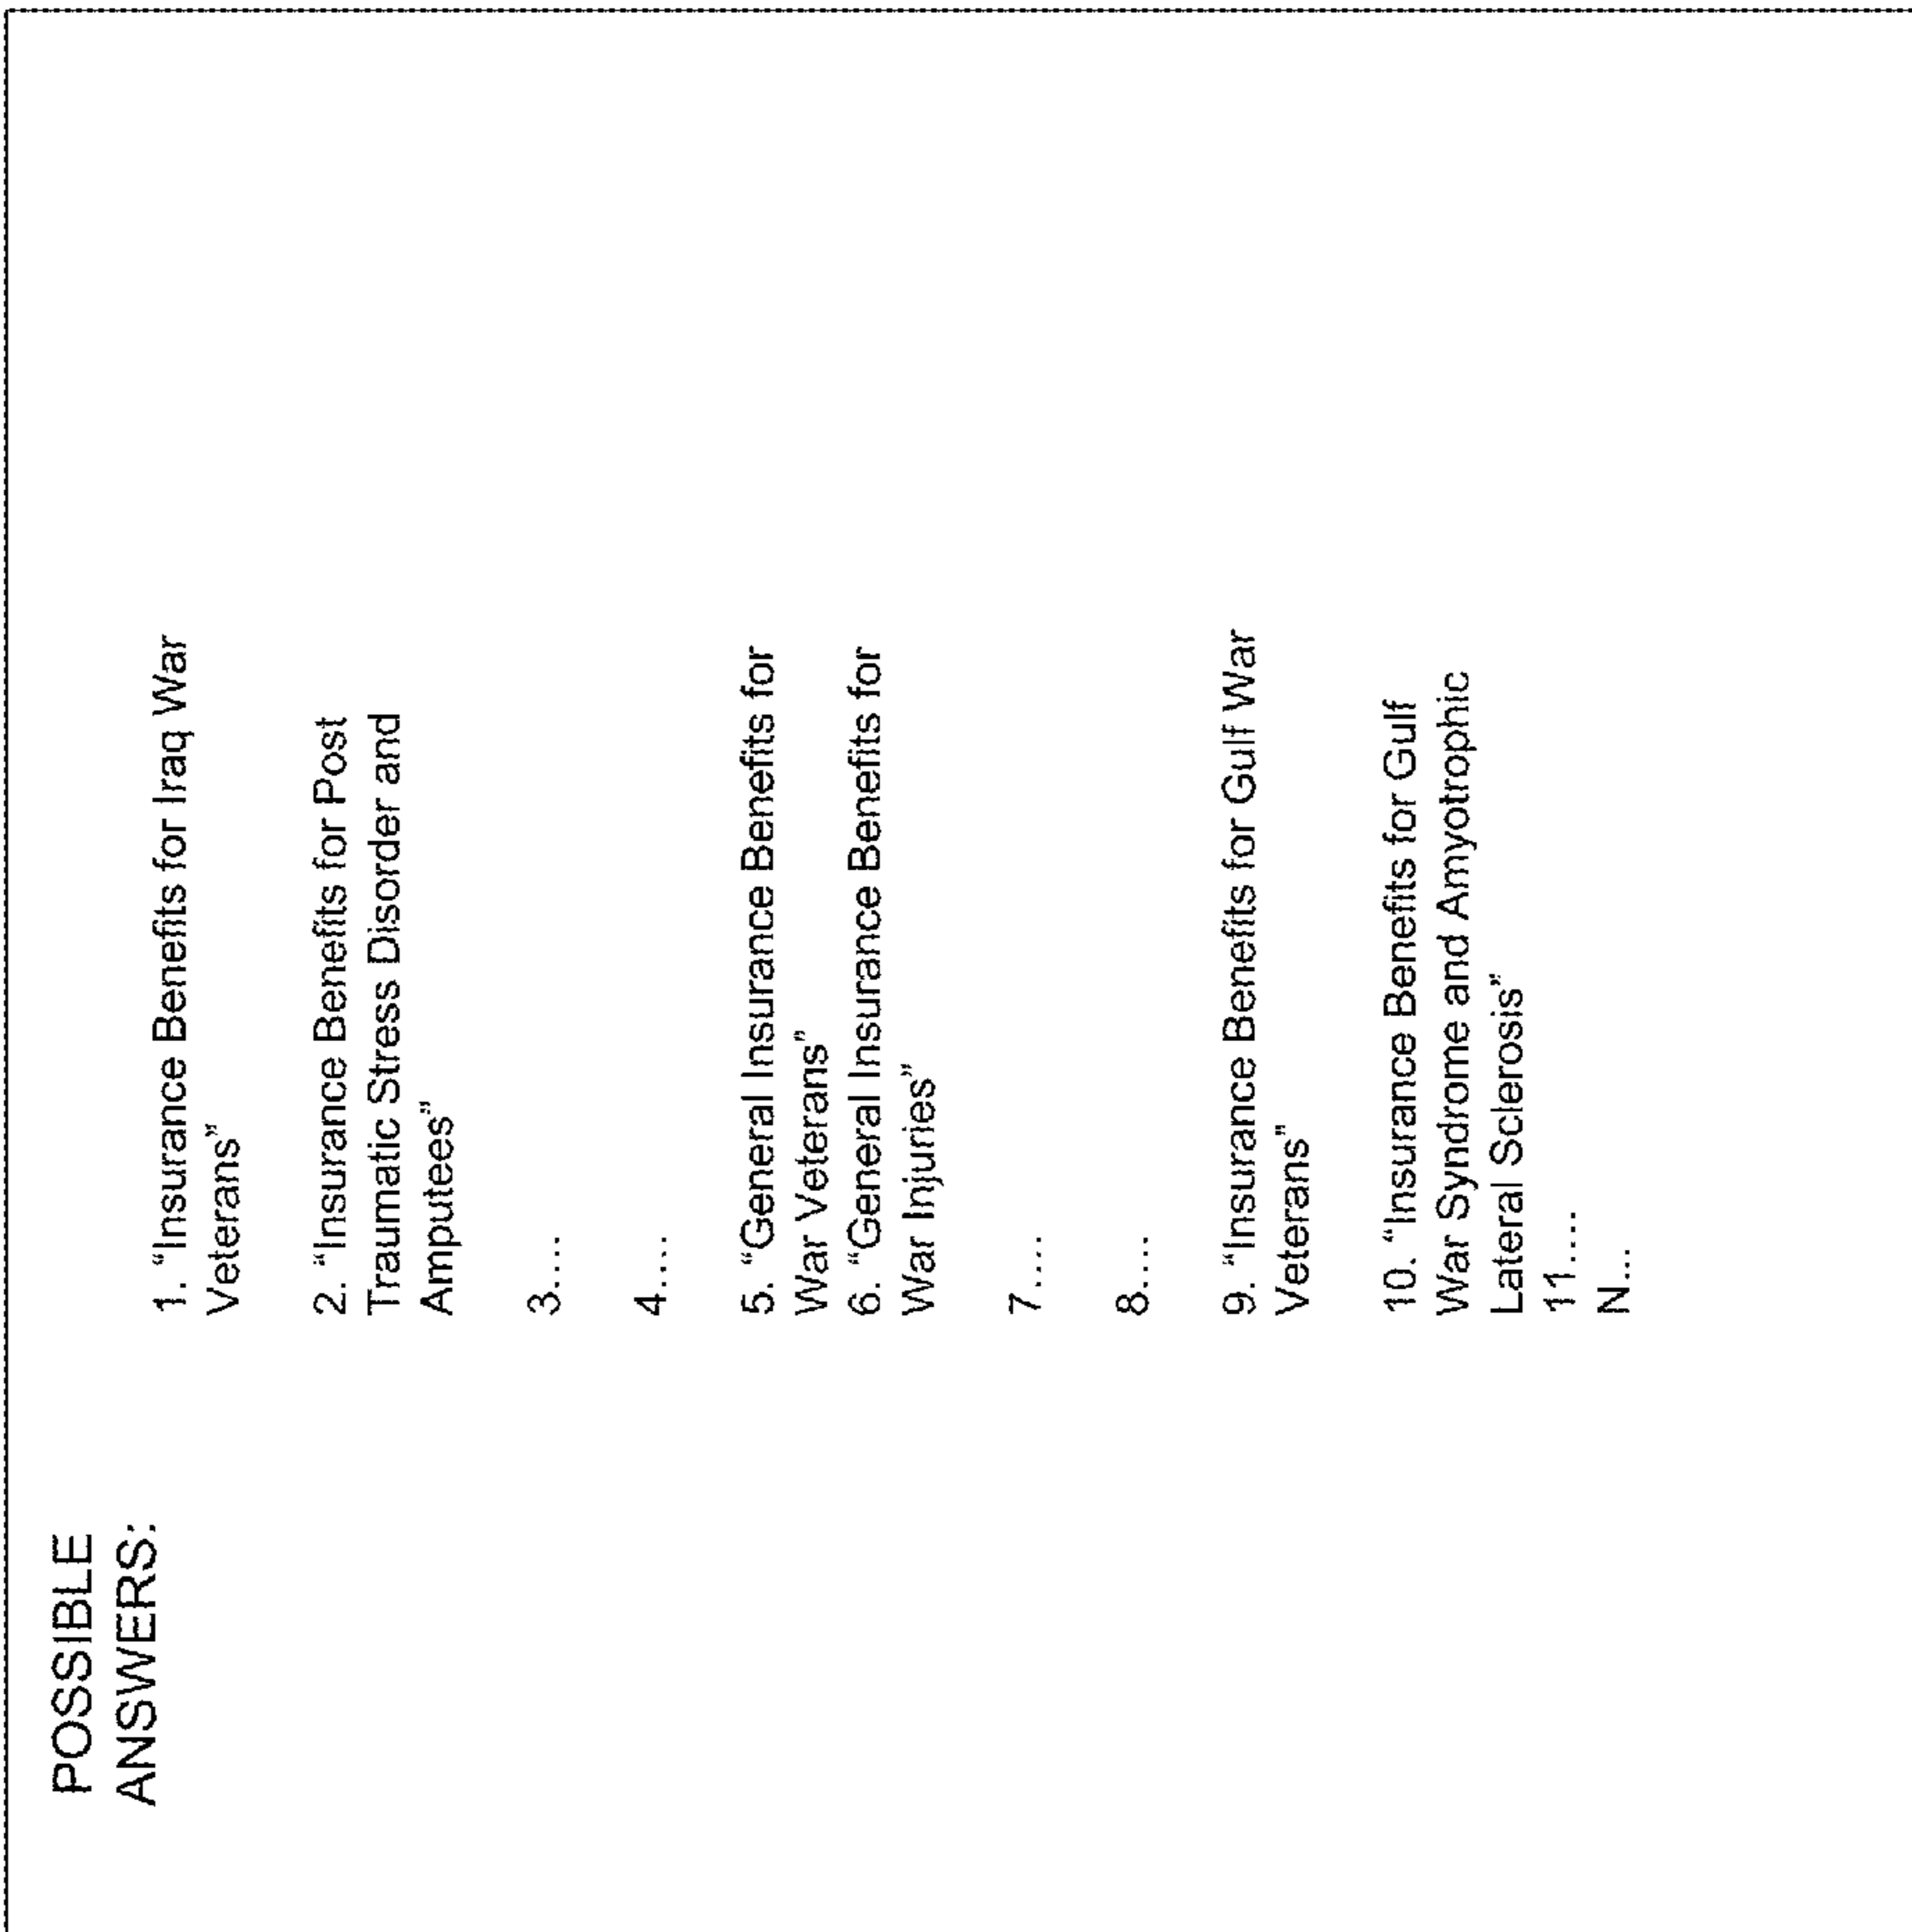 POSSIBLE
ANSWERS:
1. “Insurance Benefits for Iraq War
Veterans”
2. “Insurance Benefits for Post
Traumatic Stress Disorder and
Amputees”
3....
4....
5. “General Insurance Benefits for
War Veterans”
6. “General Insurance Benefits for
War Injuries”
7....
8....
9. “Insurance Benefits for Gulf War
Veterans”
10. “Insurance Benefits for Gulf
War Syndrome and Amyotrophic
Lateral Sclerosis”
11....
N...